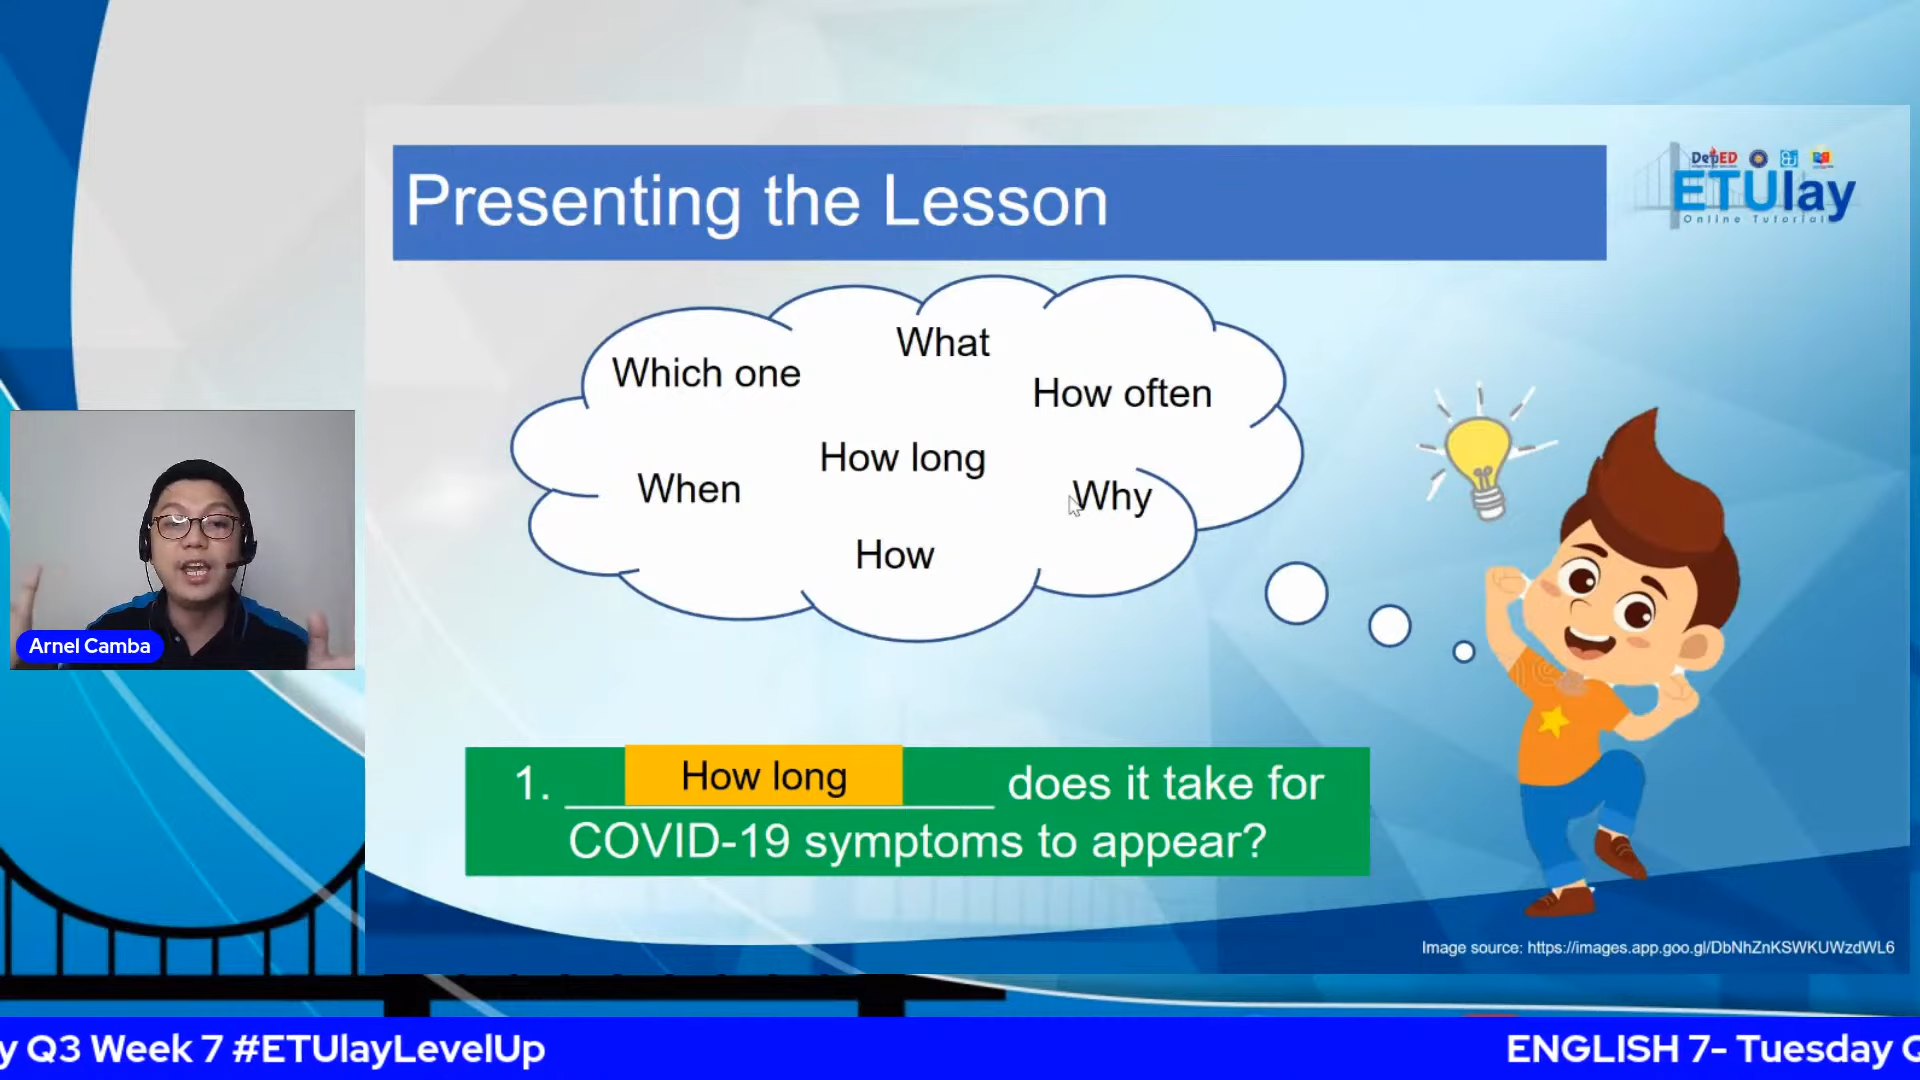 Presenting the Lesson
DepED
ETUlay
Online Tutorial
What
Which one
How often
How long
When
Why
How
Arnel Camba
1. How long does it take for
COVID-19 symptoms to appear?
Image source: https://images.app.goo.gl/DbNhZnKSWKUWzdWL6
y Q3 Week 7 #ETUlayLevelUp
ENGLISH 7- Tuesday Q